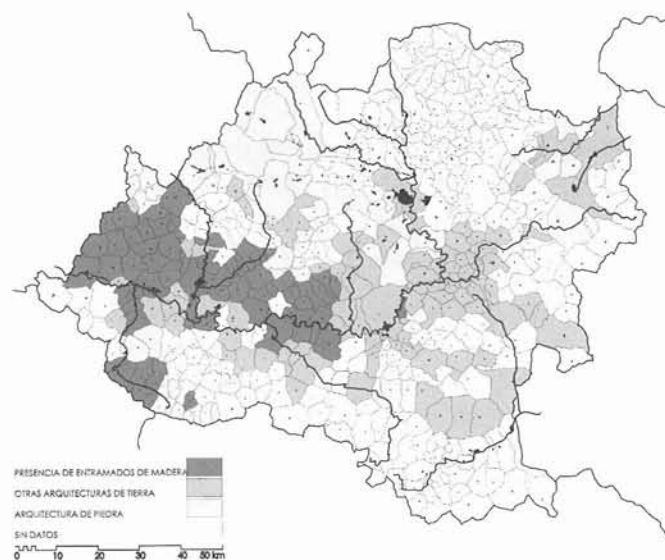 PRESENCIA DE ENTRAMADOS DE MADERA
OTRAS ARQUITECTURAS DE TIERRA
ARQUITECTURA DE PIEDRA
SIN DATOS
0 10 20 30 40 50 km